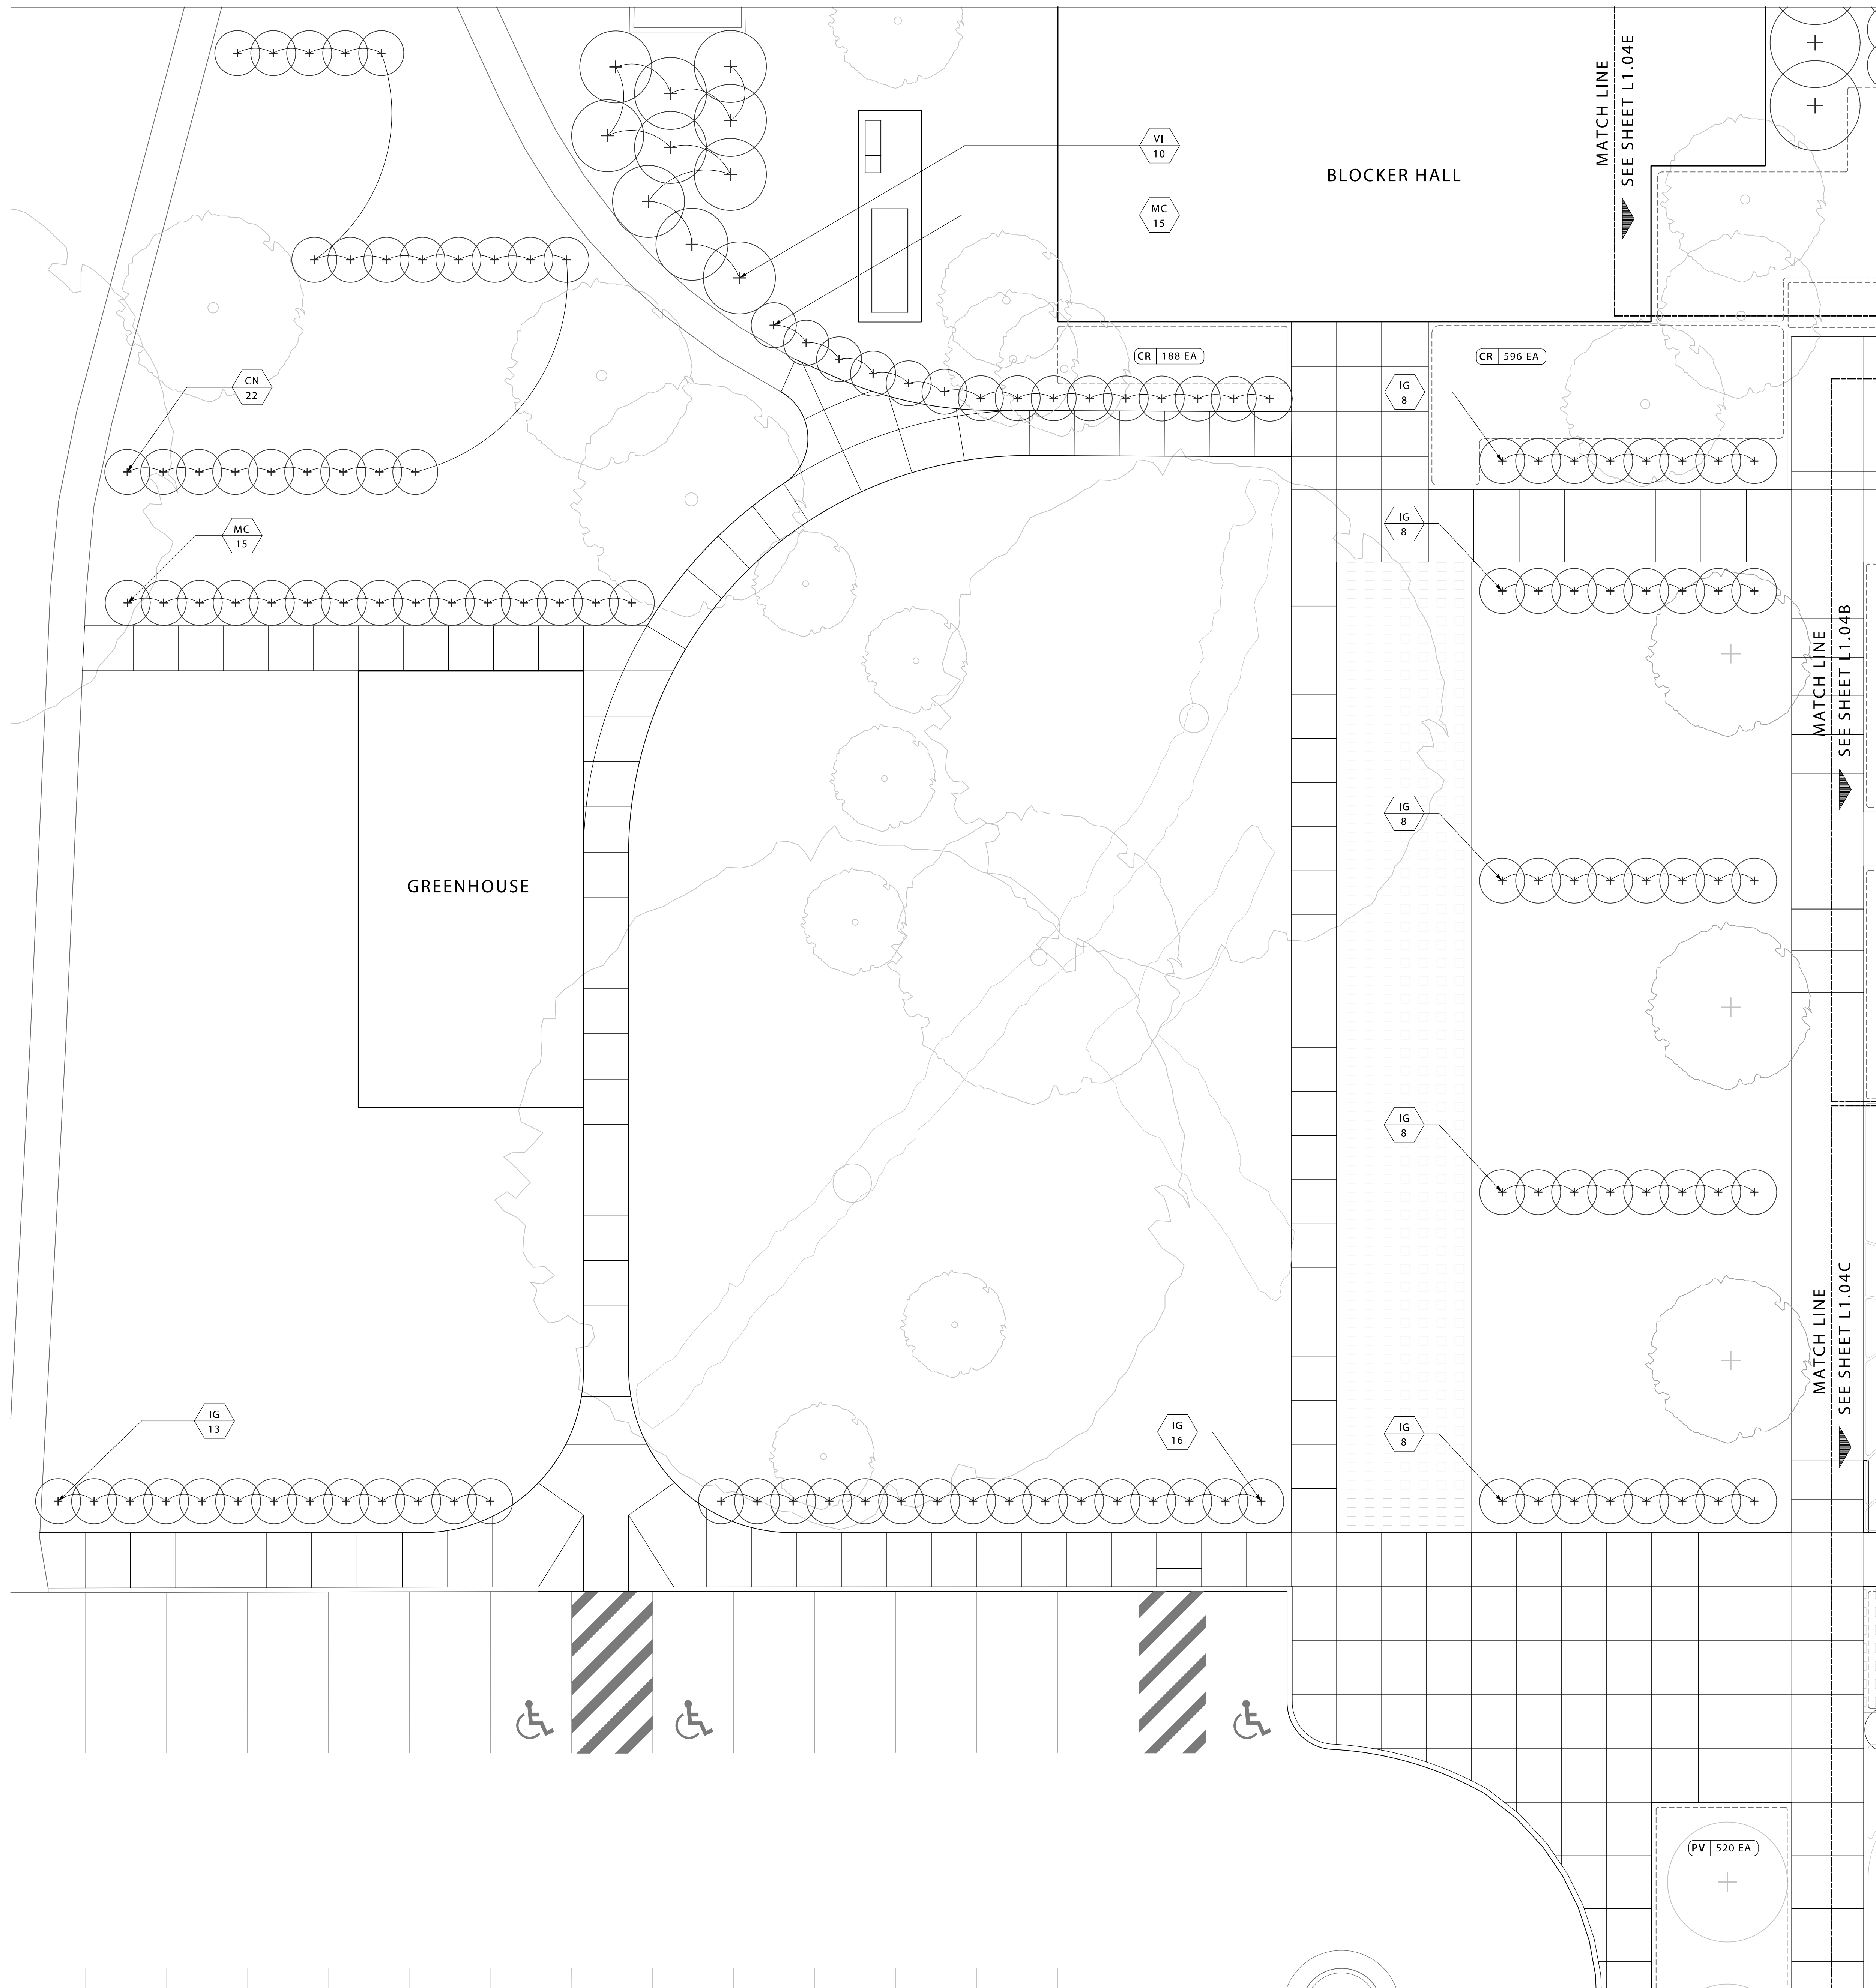 MATCH LINE
SEE SHEET L1.04E
VI
10
BLOCKER HALL
MC
15
CR 188 EA
CR 596 EA
CN
22
IG
8
IG
8
MC
15
MATCH LINE
SEE SHEET L1.04B
IG
8
GREENHOUSE
IG
8
MATCH LINE
SEE SHEET L1.04C
IG
13
IG
16
IG
8
PV 520 EA